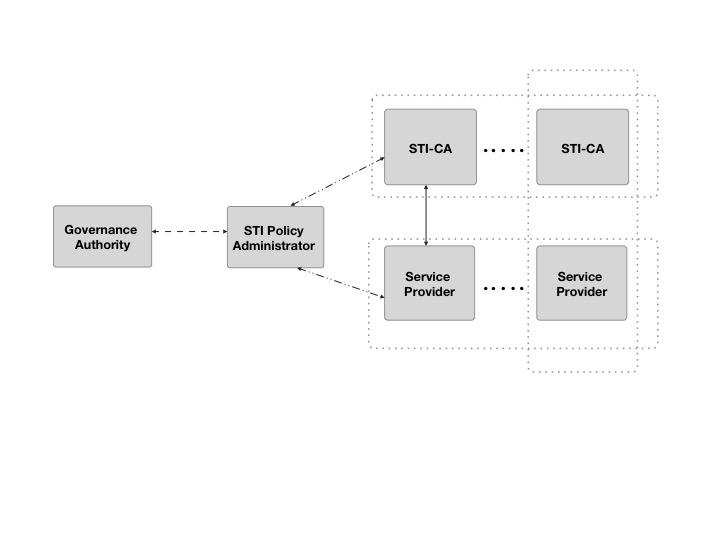 STI-CA
STI-CA
Governance
Authority
STI Policy
Administrator
Service
Provider
Service
Provider